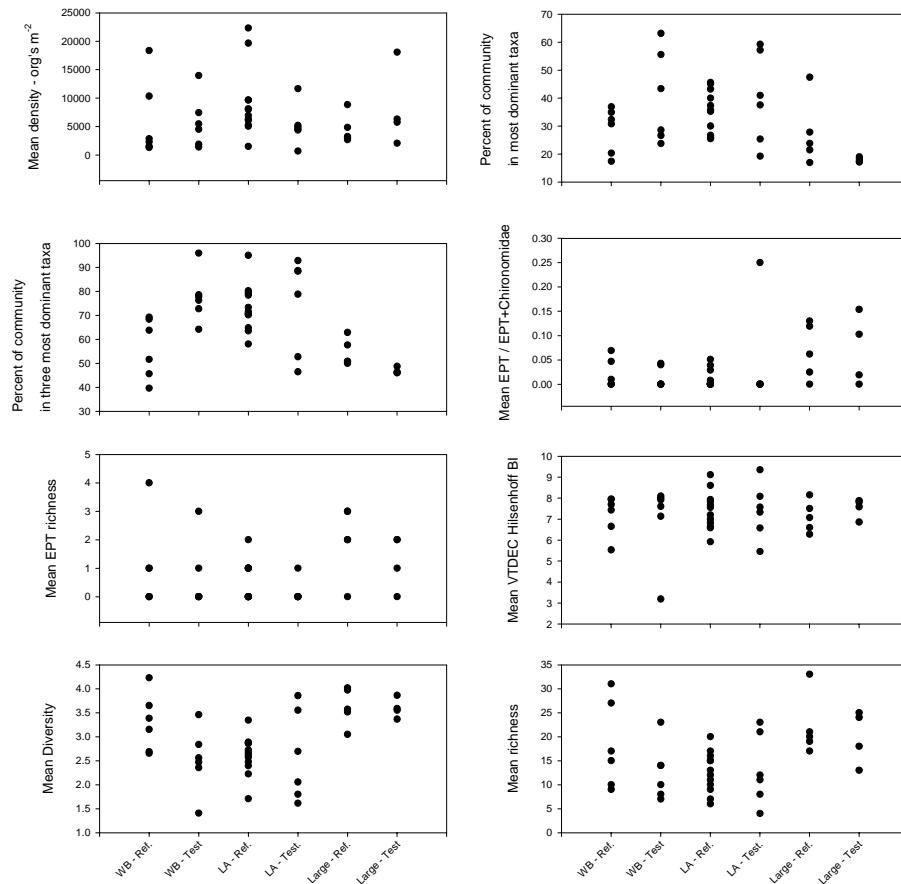 Mean density - org's m⁻²
25000
20000
15000
10000
5000
0
Percent of community
in most dominant taxa
70
60
50
40
30
20
10
Percent of community
in three most dominant taxa
100
90
80
70
60
50
40
30
Mean EPT / EPT+Chironomidae
0.30
0.25
0.20
0.15
0.10
0.05
0.00
Mean EPT richness
5
4
3
2
1
0
Mean VTDEC Hilsenhoff BI
10
9
8
7
6
5
4
3
2
Mean Diversity
4.5
4.0
3.5
3.0
2.5
2.0
1.5
1.0
WB - Ref.
WB - Test
LA - Ref.
LA - Test.
Large - Ref.
Large - Test
Mean richness
35
30
25
20
15
10
5
0
WB - Ref.
WB - Test
LA - Ref.
LA - Test.
Large - Ref.
Large - Test